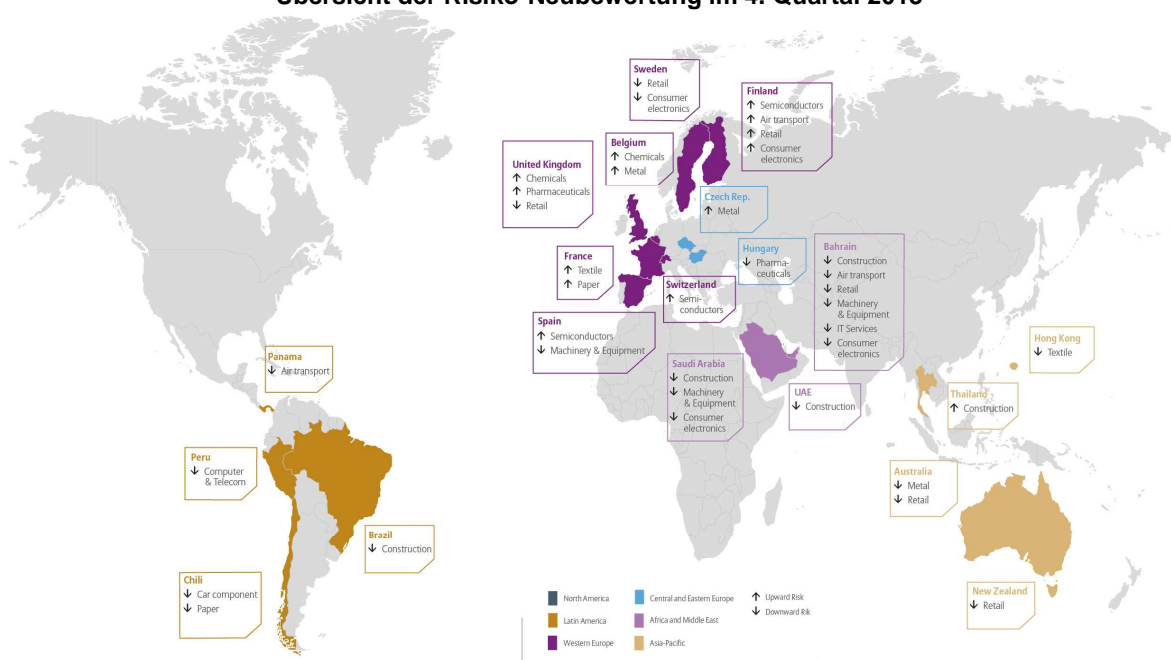 Übersicht der Risiko-Neubewertung im 4. Quartal 2018
Sweden
↓ Retail
↓ Consumer
electronics
Finland
↑ Semiconductors
↑ Air transport
↑ Retail
↑ Consumer
electronics
Belgium
↑ Chemicals
↑ Metal
United Kingdom
↑ Chemicals
↑ Pharmaceuticals
↓ Retail
Czech Rep.
↑ Metal
Hungary
↓ Pharma-
ceuticals
Bahrain
↓ Construction
↓ Air transport
↓ Retail
↓ Machinery
& Equipment
↓ IT Services
↓ Consumer
electronics
France
↑ Textile
↑ Paper
Switzerland
↑ Semi-
conductors
Spain
↑ Semiconductors
↓ Machinery & Equipment
Hong Kong
↓ Textile
Panama
↓ Air transport
Saudi Arabia
↓ Construction
↓ Machinery
& Equipment
↓ Consumer
electronics
UAE
↓ Construction
Thailand
↑ Construction
Peru
↓ Computer
& Telecom
Australia
↓ Metal
↓ Retail
Brazil
↓ Construction
Chili
↓ Car component
↓ Paper
New Zealand
↓ Retail
North America
Latin America
Western Europe
Central and Eastern Europe
Africa and Middle East
Asia-Pacific
↑ Upward Risk
↓ Downward Rik